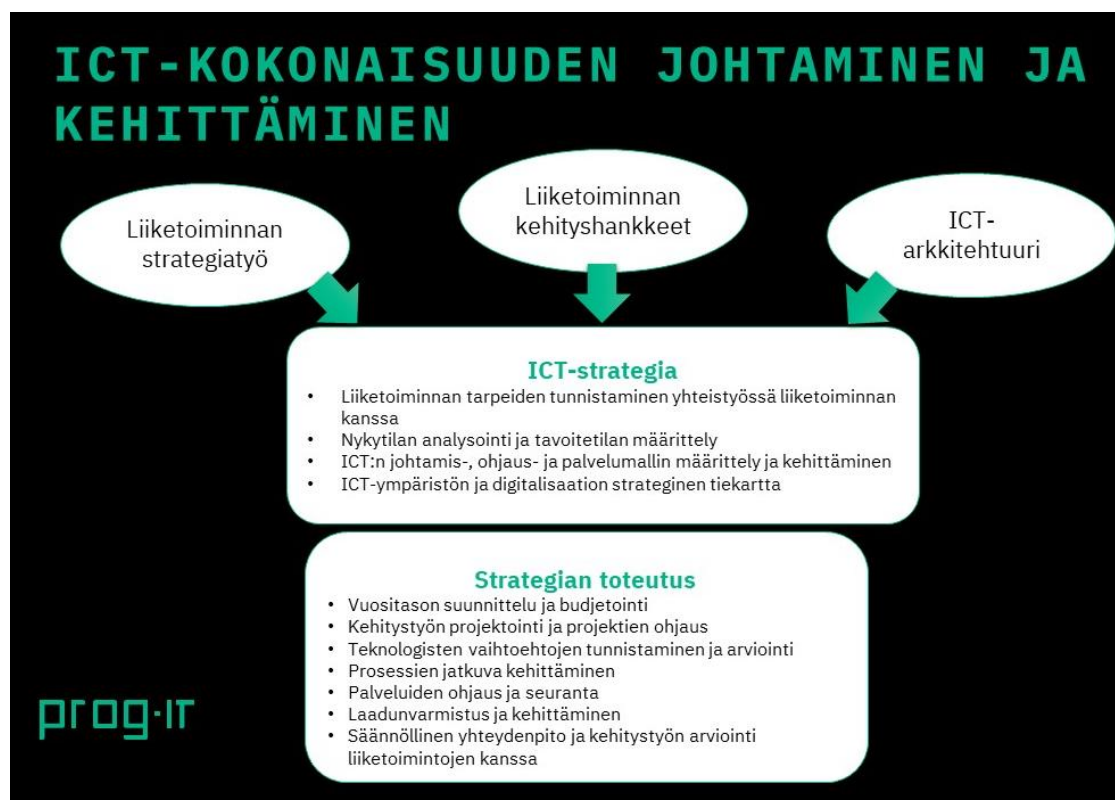 ICT-KOKONAISUUDEN JOHTAMINEN JA
KEHITTÄMINEN
Liiketoiminnan
strategiatyö
Liiketoiminnan
kehityshankkeet
ICT-
arkkitehtuuri
ICT-strategia
• Liiketoiminnan tarpeiden tunnistaminen yhteistyössä liiketoiminnan
kanssa
• Nykytilan analysointi ja tavoitetilan määrittely
• ICT:n johtamis-, ohjaus- ja palvelumallin määrittely ja kehittäminen
• ICT-ympäristön ja digitalisaation strateginen tiekartta
Strategian toteutus
• Vuositason suunnittelu ja budjetointi
• Kehitystyön projektointi ja projektien ohjaus
• Teknologisten vaihtoehtojen tunnistaminen ja arviointi
• Prosessien jatkuva kehittäminen
• Palveluiden ohjaus ja seuranta
• Laadunvarmistus ja kehittäminen
• Säännöllinen yhteydenpito ja kehitystyön arviointi
liiketoimintojen kanssa
prog·IT